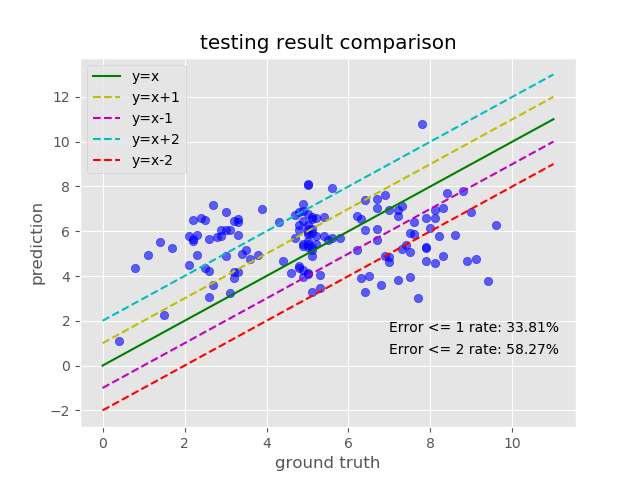 testing result comparison
y=x
y=x+1
y=x-1
y=x+2
y=x-2
12
10
8
6
4
2
0
−2
prediction
Error <= 1 rate: 33.81%
Error <= 2 rate: 58.27%
0 2 4 6 8 10
ground truth